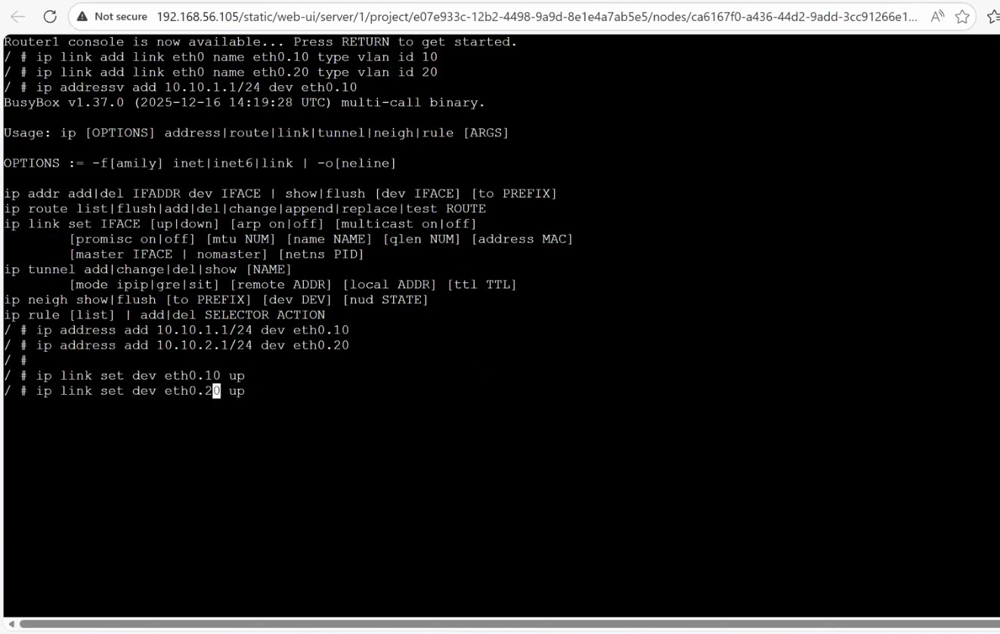 Not secure 192.168.56.105/static/web-ui/server/1/project/e07e933c-12b2-4498-9a9d-8e1e4a7ab5e5/nodes/ca6167f0-a436-44d2-9add-3cc91266e1...
Router1 console is now available... Press RETURN to get started.
/ # ip link add link eth0 name eth0.10 type vlan id 10
/ # ip link add link eth0 name eth0.20 type vlan id 20
/ # ip addressv add 10.10.1.1/24 dev eth0.10
BusyBox v1.37.0 (2025-12-16 14:19:28 UTC) multi-call binary.
Usage: ip [OPTIONS] address|route|link|tunnel|neigh|rule [ARGS]
OPTIONS := -f[amily] inet|inet6|link | -o[neline]
ip addr add|del IFADDR dev IFACE | show|flush [dev IFACE] [to PREFIX]
ip route list|flush|add|del|change|append|replace|test ROUTE
ip link set IFACE [up|down] [arp on|off] [multicast on|off]
[promisc on|off] [mtu NUM] [name NAME] [qlen NUM] [address MAC]
[master IFACE | nomaster] [netns PID]
ip tunnel add|change|del|show [NAME]
[mode ipip|gre|sit] [remote ADDR] [local ADDR] [ttl TTL]
ip neigh show|flush [to PREFIX] [dev DEV] [nud STATE]
ip rule [list] | add|del SELECTOR ACTION
/ # ip address add 10.10.1.1/24 dev eth0.10
/ # ip address add 10.10.2.1/24 dev eth0.20
/ #
/ # ip link set dev eth0.10 up
/ # ip link set dev eth0.20 up